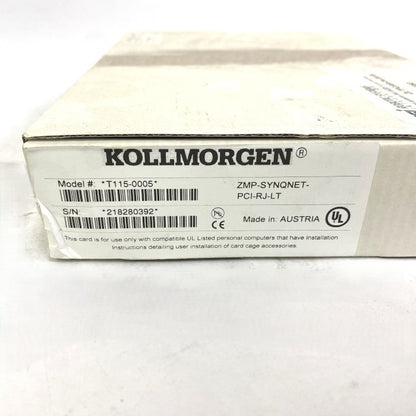 KOLLMORGEN®
Model #: *T115-0005*
ZMP-SYNQNET-
PCI-RJ-LT
S/N: *218280392*
Made in: AUSTRIA
UL
This card is for use only with compatible UL Listed personal computers that have Installation
Instructions detailing user installation of card cage accessories.